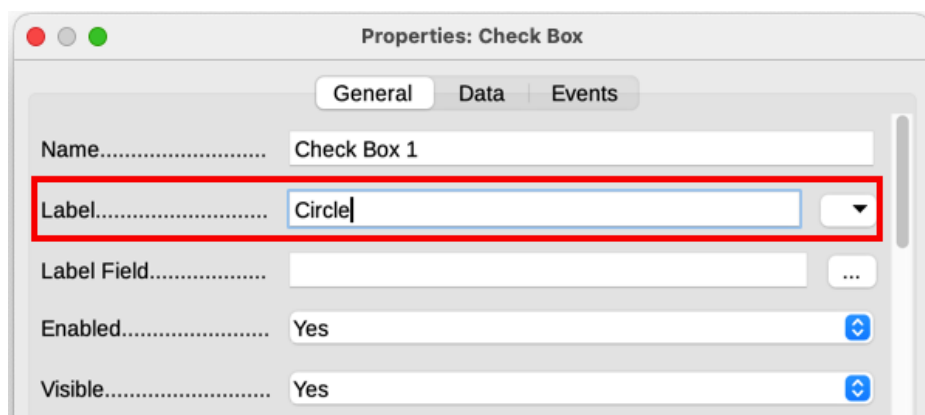 Properties: Check Box
General Data Events
Name........................... Check Box 1
Label............................ Circle
Label Field.................... ...
Enabled........................ Yes
Visible........................... Yes